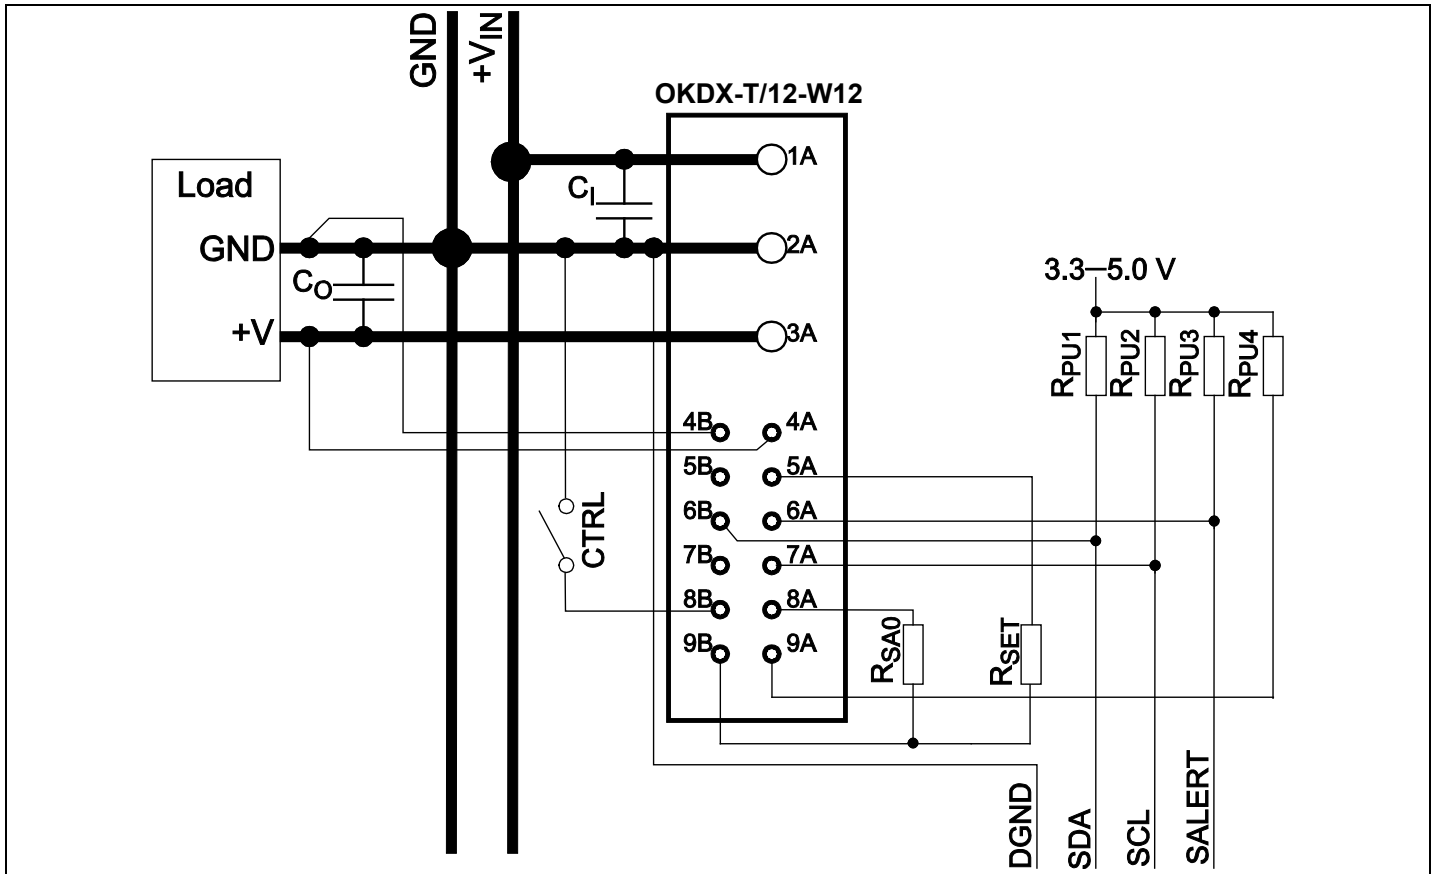 GND
+VIN
OKDX-T/12-W12
1A
Load
CI
GND
2A
CO
3.3–5.0 V
+V
3A
RPU1
RPU2
RPU3
RPU4
4B
4A
5B
5A
6B
6A
CTRL
7B
7A
8B
8A
9B
9A
RSA0
RSET
DGND
SDA
SCL
SALERT